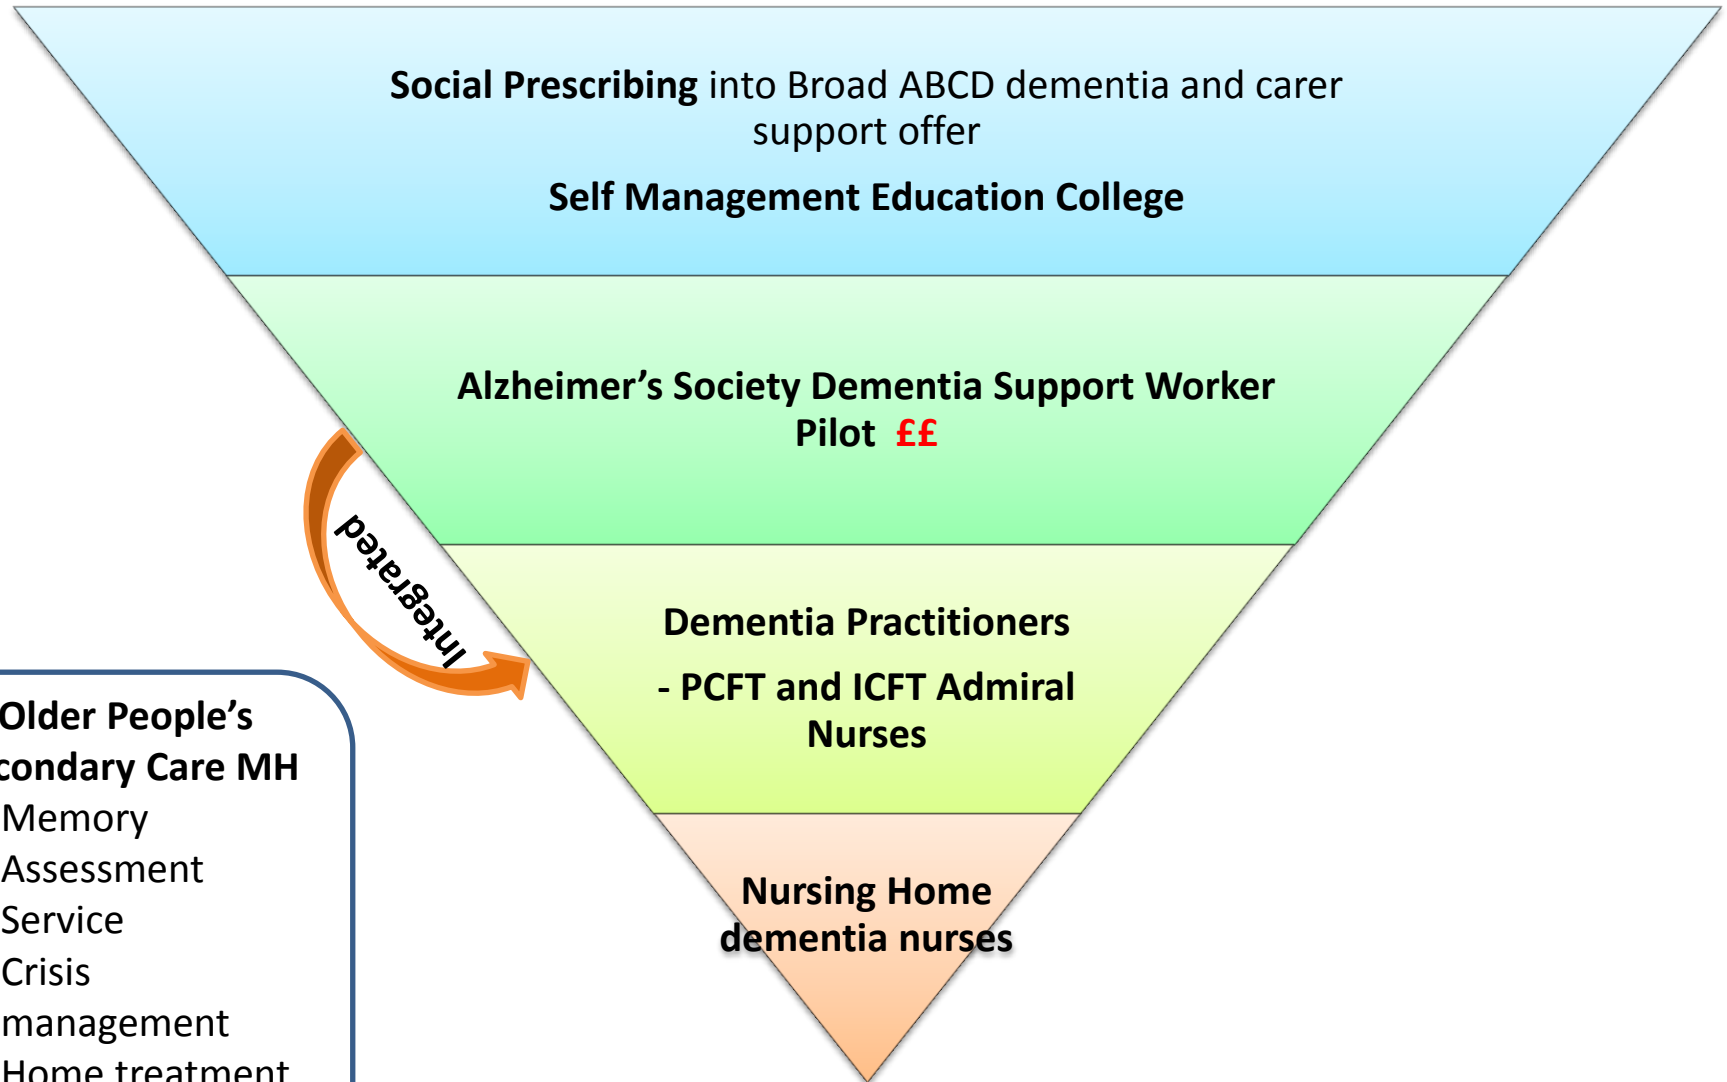 Social Prescribing into Broad ABCD dementia and carer
support offer
Self Management Education College
Alzheimer’s Society Dementia Support Worker
Pilot ££
Integrated
Dementia Practitioners
- PCFT and ICFT Admiral
Nurses
Nursing Home
dementia nurses
Older People’s
condary Care MH
Memory
Assessment
Service
Crisis
management
Home treatment